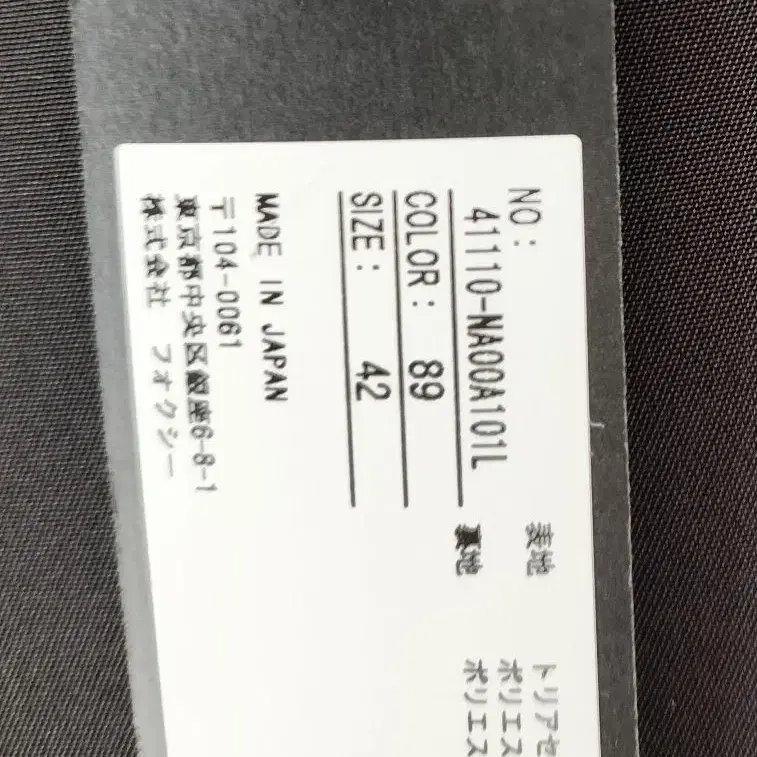 NO:
41110-NA00A101L
COLOR: 89
SIZE: 42
MADE IN JAPAN
〒104-0061
東京都中央区銀座6-8-1
株式会社 フオクシー
表地 トリアセ
ポリエス
裏地 ポリエス